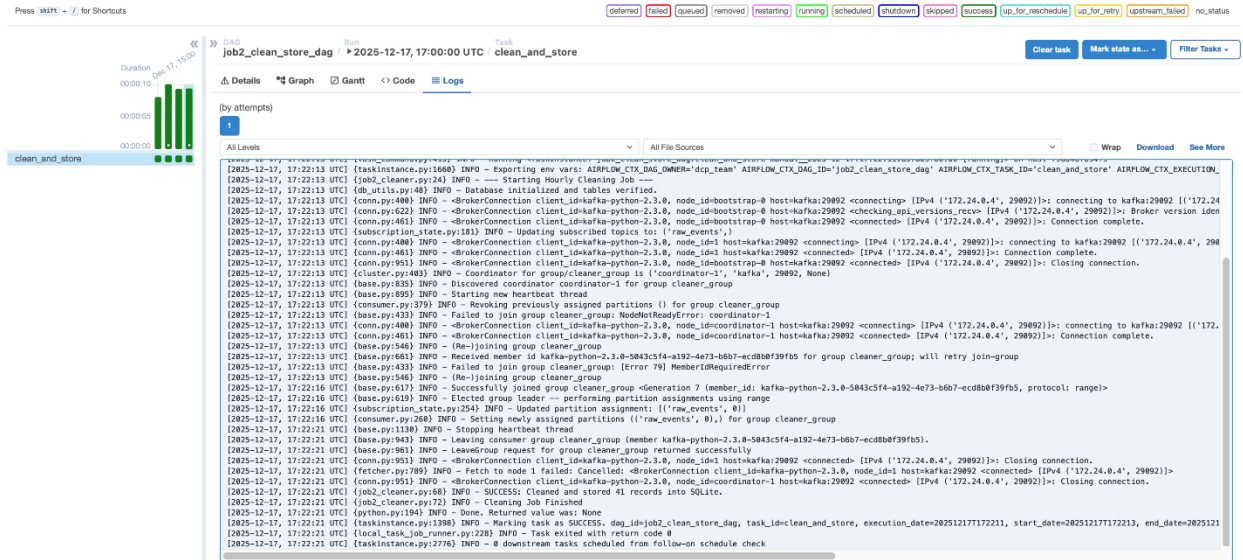 Press shift + / for Shortcuts
deferred failed queued removed restarting running scheduled shutdown skipped success up_for_reschedule up_for_retry upstream_failed no_status
DAG
job2_clean_store_dag
Run
2025-12-17, 17:00:00 UTC
Task
clean_and_store
Clear task
Mark state as...
Filter Tasks
Duration
Dec 17, 15:00
00:00:10
00:00:05
00:00:00
clean_and_store
Details
Graph
Gantt
Code
Logs
(by attempts)
1
All Levels
All File Sources
Wrap
Download
See More
[2025-12-17, 17:22:13 UTC] {taskinstance.py:1660} INFO - Exporting env vars: AIRFLOW_CTX_DAG_OWNER='dcp_team' AIRFLOW_CTX_DAG_ID='job2_clean_store_dag' AIRFLOW_CTX_TASK_ID='clean_and_store' AIRFLOW_CTX_EXECUTION_
[2025-12-17, 17:22:13 UTC] {job2_cleaner.py:24} INFO - --- Starting Hourly Cleaning Job ---
[2025-12-17, 17:22:13 UTC] {db_utils.py:48} INFO - Database initialized and tables verified.
[2025-12-17, 17:22:13 UTC] {conn.py:400} INFO - <BrokerConnection client_id=kafka-python-2.3.0, node_id=bootstrap-0 host=kafka:29092 <connecting> [IPv4 ('172.24.0.4', 29092)]>: connecting to kafka:29092 [('172.24
[2025-12-17, 17:22:13 UTC] {conn.py:622} INFO - <BrokerConnection client_id=kafka-python-2.3.0, node_id=bootstrap-0 host=kafka:29092 <checking_api_versions_recv> [IPv4 ('172.24.0.4', 29092)]>: Broker version iden
[2025-12-17, 17:22:13 UTC] {conn.py:461} INFO - <BrokerConnection client_id=kafka-python-2.3.0, node_id=bootstrap-0 host=kafka:29092 <connected> [IPv4 ('172.24.0.4', 29092)]>: Connection complete.
[2025-12-17, 17:22:13 UTC] {subscription_state.py:181} INFO - Updating subscribed topics to: ('raw_events',)
[2025-12-17, 17:22:13 UTC] {conn.py:400} INFO - <BrokerConnection client_id=kafka-python-2.3.0, node_id=1 host=kafka:29092 <connecting> [IPv4 ('172.24.0.4', 29092)]>: connecting to kafka:29092 [('172.24.0.4', 290
[2025-12-17, 17:22:13 UTC] {conn.py:461} INFO - <BrokerConnection client_id=kafka-python-2.3.0, node_id=1 host=kafka:29092 <connected> [IPv4 ('172.24.0.4', 29092)]>: Connection complete.
[2025-12-17, 17:22:13 UTC] {conn.py:951} INFO - <BrokerConnection client_id=kafka-python-2.3.0, node_id=bootstrap-0 host=kafka:29092 <connected> [IPv4 ('172.24.0.4', 29092)]>: Closing connection.
[2025-12-17, 17:22:13 UTC] {cluster.py:403} INFO - Coordinator for group/cleaner_group is ('coordinator-1', 'kafka', 29092, None)
[2025-12-17, 17:22:13 UTC] {base.py:835} INFO - Discovered coordinator coordinator-1 for group cleaner_group
[2025-12-17, 17:22:13 UTC] {base.py:895} INFO - Starting new heartbeat thread
[2025-12-17, 17:22:13 UTC] {consumer.py:379} INFO - Revoking previously assigned partitions () for group cleaner_group
[2025-12-17, 17:22:13 UTC] {base.py:433} INFO - Failed to join group cleaner_group: NodeNotReadyError: coordinator-1
[2025-12-17, 17:22:13 UTC] {conn.py:400} INFO - <BrokerConnection client_id=kafka-python-2.3.0, node_id=coordinator-1 host=kafka:29092 <connecting> [IPv4 ('172.24.0.4', 29092)]>: connecting to kafka:29092 [('172.
[2025-12-17, 17:22:13 UTC] {conn.py:461} INFO - <BrokerConnection client_id=kafka-python-2.3.0, node_id=coordinator-1 host=kafka:29092 <connected> [IPv4 ('172.24.0.4', 29092)]>: Connection complete.
[2025-12-17, 17:22:13 UTC] {base.py:546} INFO - (Re-)joining group cleaner_group
[2025-12-17, 17:22:13 UTC] {base.py:661} INFO - Received member id kafka-python-2.3.0-5043c5f4-a192-4e73-b6b7-ecd8b0f39fb5 for group cleaner_group; will retry join-group
[2025-12-17, 17:22:13 UTC] {base.py:433} INFO - Failed to join group cleaner_group: [Error 79] MemberIdRequiredError
[2025-12-17, 17:22:13 UTC] {base.py:546} INFO - (Re-)joining group cleaner_group
[2025-12-17, 17:22:16 UTC] {base.py:617} INFO - Successfully joined group cleaner_group <Generation 7 (member_id: kafka-python-2.3.0-5043c5f4-a192-4e73-b6b7-ecd8b0f39fb5, protocol: range)>
[2025-12-17, 17:22:16 UTC] {base.py:619} INFO - Elected group leader -- performing partition assignments using range
[2025-12-17, 17:22:16 UTC] {subscription_state.py:254} INFO - Updated partition assignment: [('raw_events', 0)]
[2025-12-17, 17:22:16 UTC] {consumer.py:260} INFO - Setting newly assigned partitions (('raw_events', 0),) for group cleaner_group
[2025-12-17, 17:22:21 UTC] {base.py:1130} INFO - Stopping heartbeat thread
[2025-12-17, 17:22:21 UTC] {base.py:943} INFO - Leaving consumer group cleaner_group (member kafka-python-2.3.0-5043c5f4-a192-4e73-b6b7-ecd8b0f39fb5).
[2025-12-17, 17:22:21 UTC] {base.py:961} INFO - LeaveGroup request for group cleaner_group returned successfully
[2025-12-17, 17:22:21 UTC] {conn.py:951} INFO - <BrokerConnection client_id=kafka-python-2.3.0, node_id=coordinator-1 host=kafka:29092 <connected> [IPv4 ('172.24.0.4', 29092)]>: Closing connection.
[2025-12-17, 17:22:21 UTC] {fetcher.py:789} INFO - Fetch to node 1 failed: Cancelled: <BrokerConnection client_id=kafka-python-2.3.0, node_id=1 host=kafka:29092 <connected> [IPv4 ('172.24.0.4', 29092)]>
[2025-12-17, 17:22:21 UTC] {conn.py:951} INFO - <BrokerConnection client_id=kafka-python-2.3.0, node_id=1 host=kafka:29092 <connected> [IPv4 ('172.24.0.4', 29092)]>: Closing connection.
[2025-12-17, 17:22:21 UTC] {job2_cleaner.py:68} INFO - SUCCESS: Cleaned and stored 41 records into SQLite.
[2025-12-17, 17:22:21 UTC] {job2_cleaner.py:72} INFO - Cleaning Job Finished
[2025-12-17, 17:22:21 UTC] {python.py:194} INFO - Done. Returned value was: None
[2025-12-17, 17:22:21 UTC] {taskinstance.py:1398} INFO - Marking task as SUCCESS. dag_id=job2_clean_store_dag, task_id=clean_and_store, execution_date=20251217T172211, start_date=20251217T172213, end_date=202512
[2025-12-17, 17:22:21 UTC] {local_task_job_runner.py:228} INFO - Task exited with return code 0
[2025-12-17, 17:22:21 UTC] {taskinstance.py:2776} INFO - 0 downstream tasks scheduled from follow-on schedule check